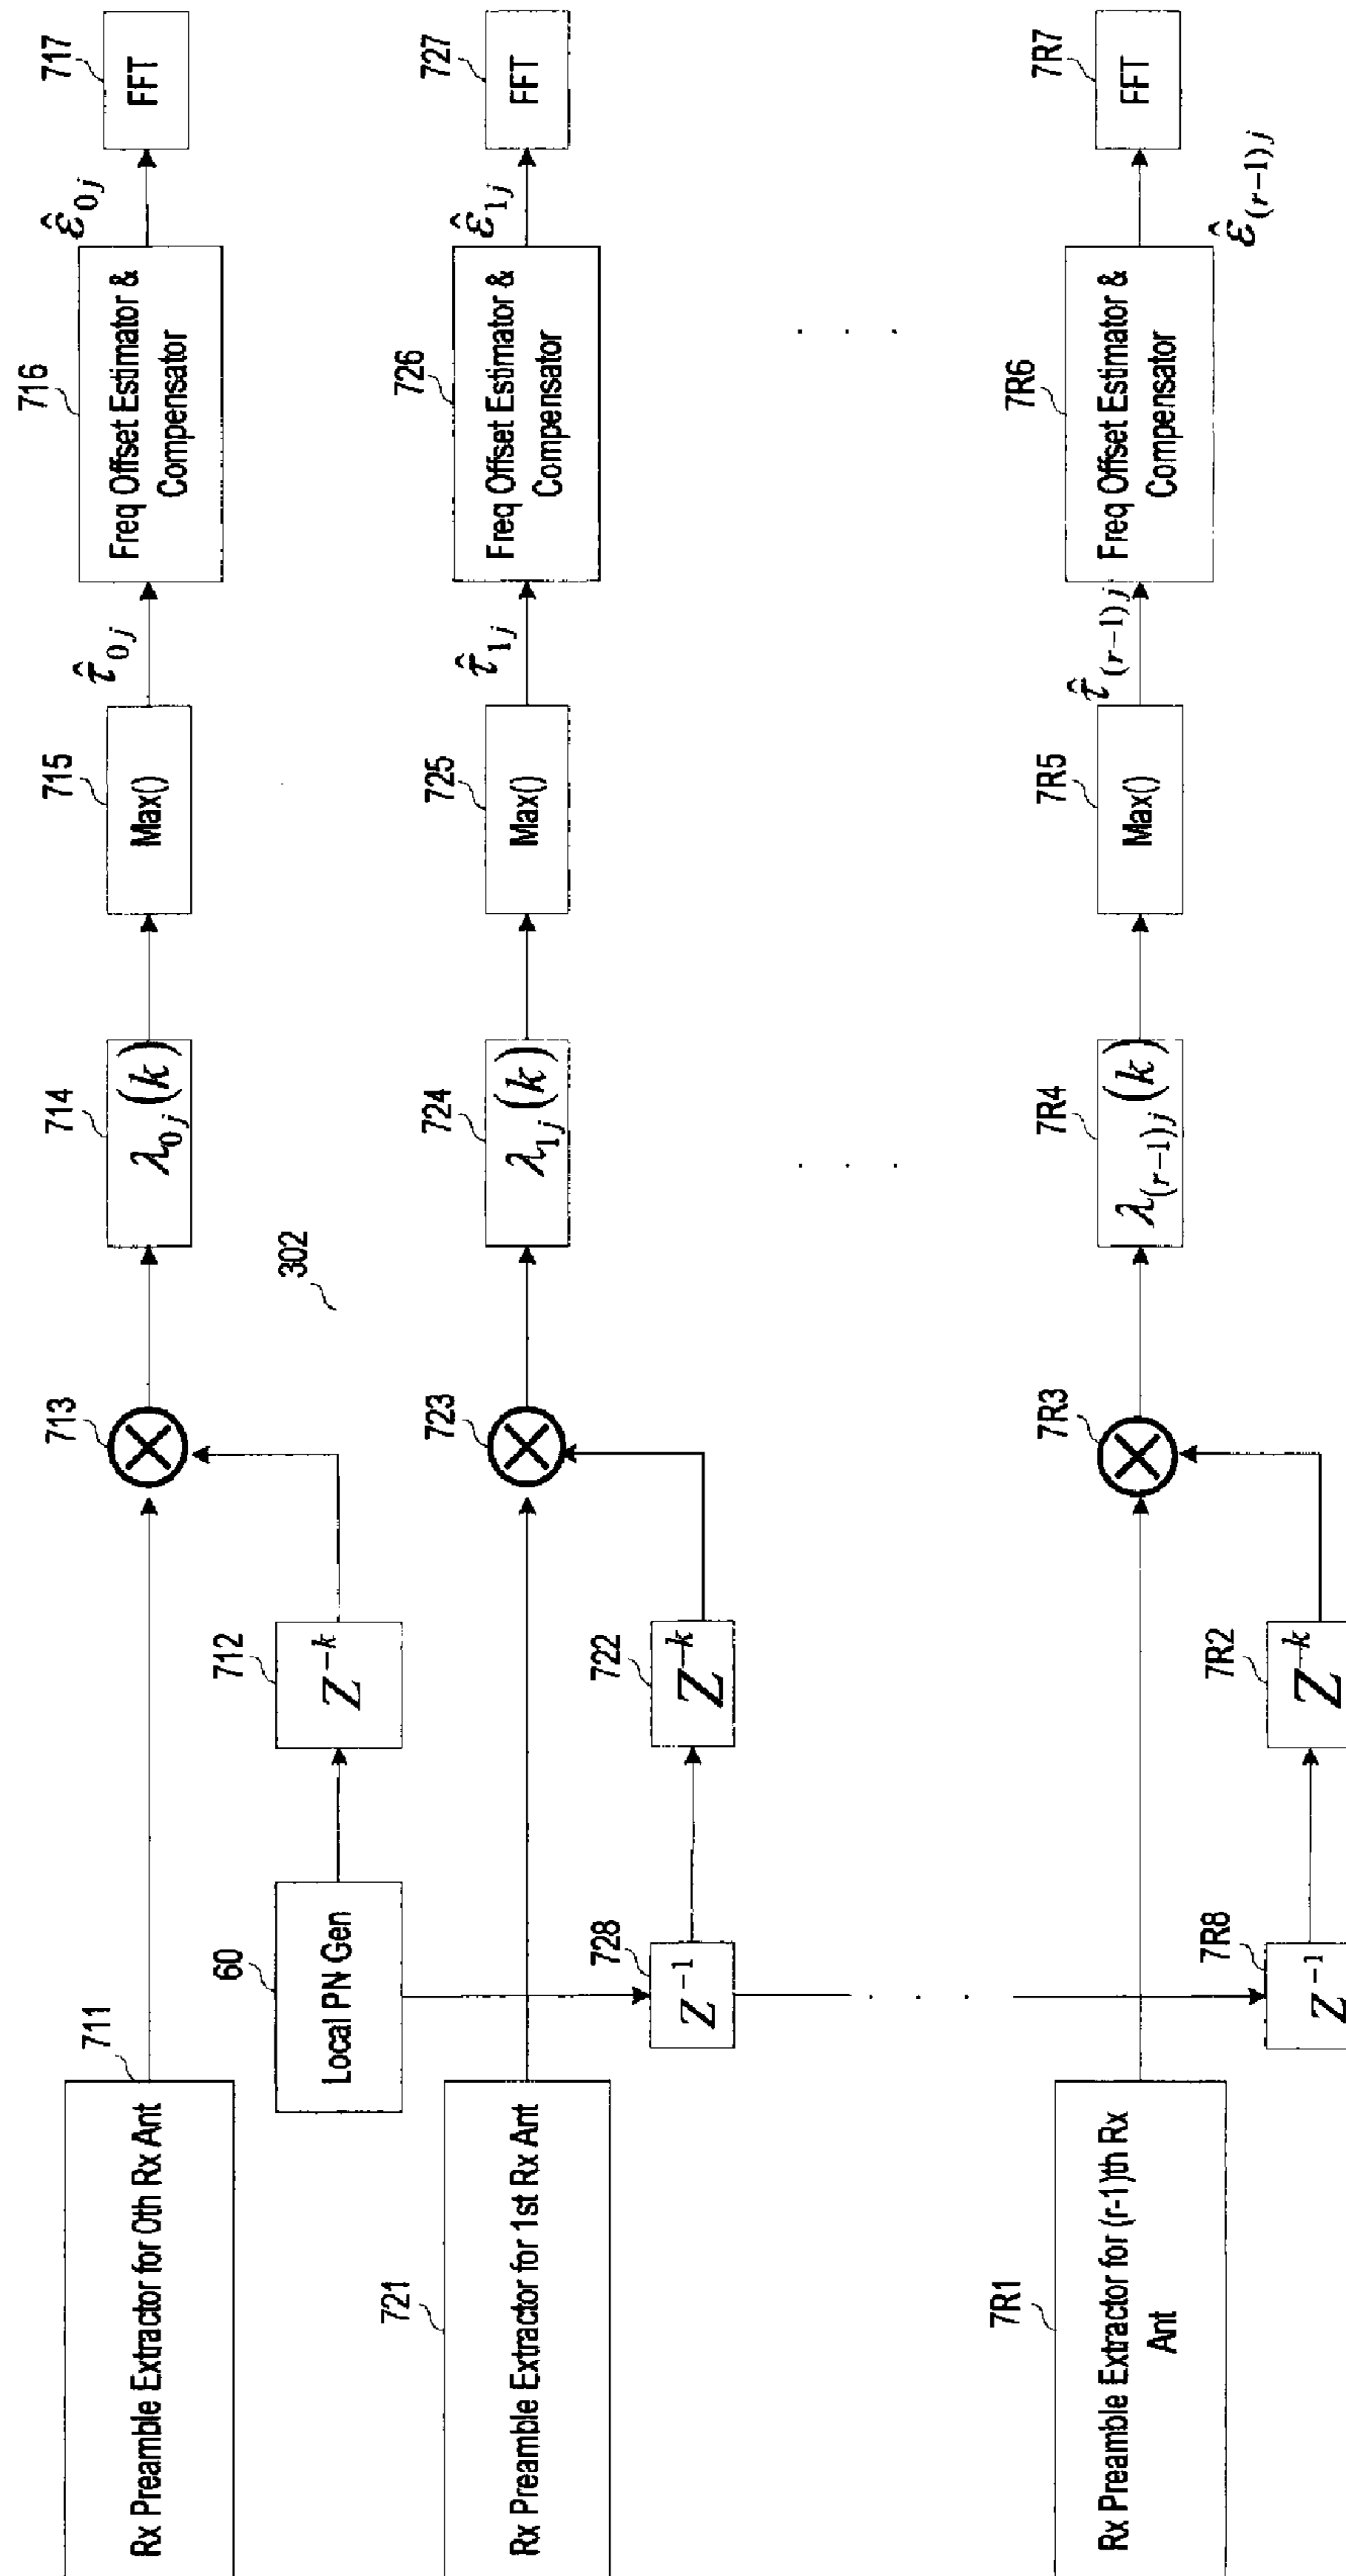 711
Rx Preamble Extractor for 0th Rx Ant
713
714
λ0j(k)
715
Max()
τ̂0j
716
Freq Offset Estimator &
Compensator
ε̂0j
717
FFT
60
Local PN Gen
712
Z−k
302
721
Rx Preamble Extractor for 1st Rx Ant
723
724
λ1j(k)
725
Max()
τ̂1j
726
Freq Offset Estimator &
Compensator
ε̂1j
727
FFT
728
Z−1
722
Z−k
. . .
. . .
. . .
7R1
Rx Preamble Extractor for (r-1)th Rx
Ant
7R3
7R4
λ(r−1)j(k)
7R5
Max()
τ̂(r−1)j
7R6
Freq Offset Estimator &
Compensator
ε̂(r−1)j
7R7
FFT
7R8
Z−1
7R2
Z−k